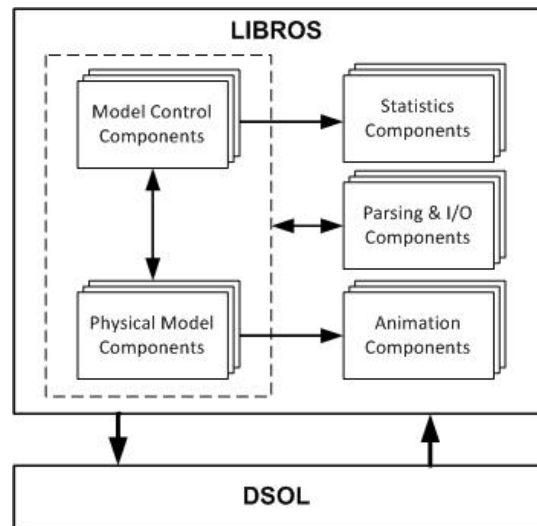 LIBROS
Model Control
Components
Statistics
Components
Parsing & I/O
Components
Physical Model
Components
Animation
Components
DSOL